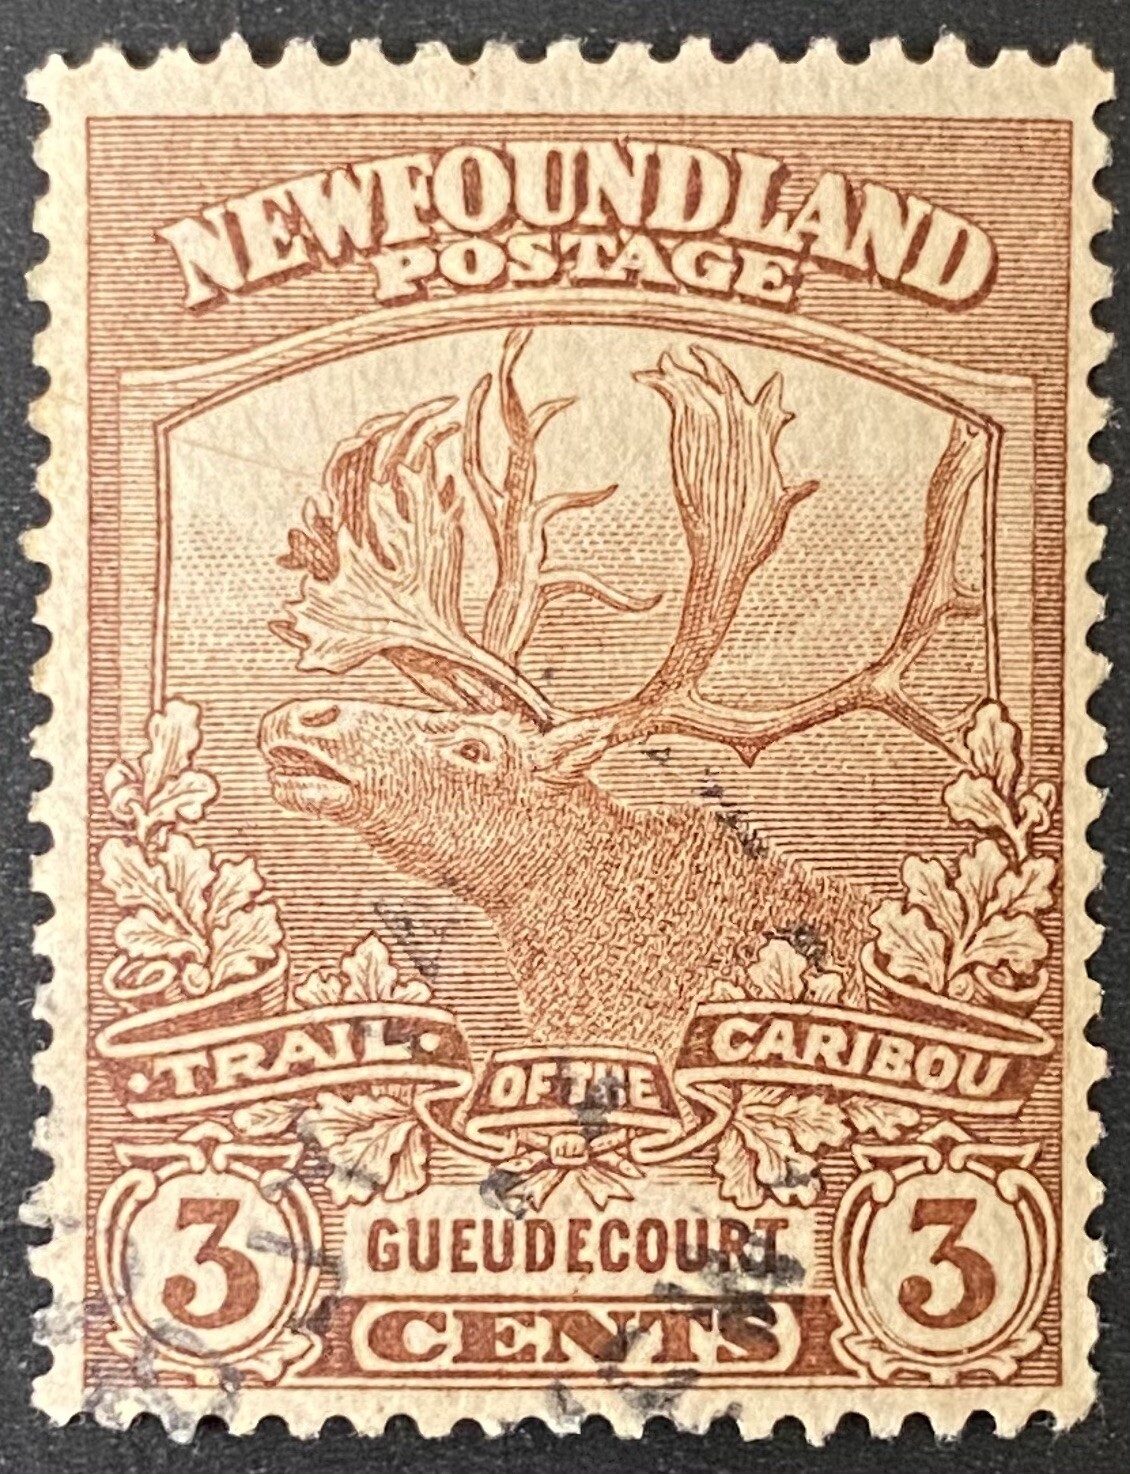 NEWFOUNDLAND
POSTAGE
·TRAIL· OF THE CARIBOU
3 GUEUDECOURT 3
CENTS